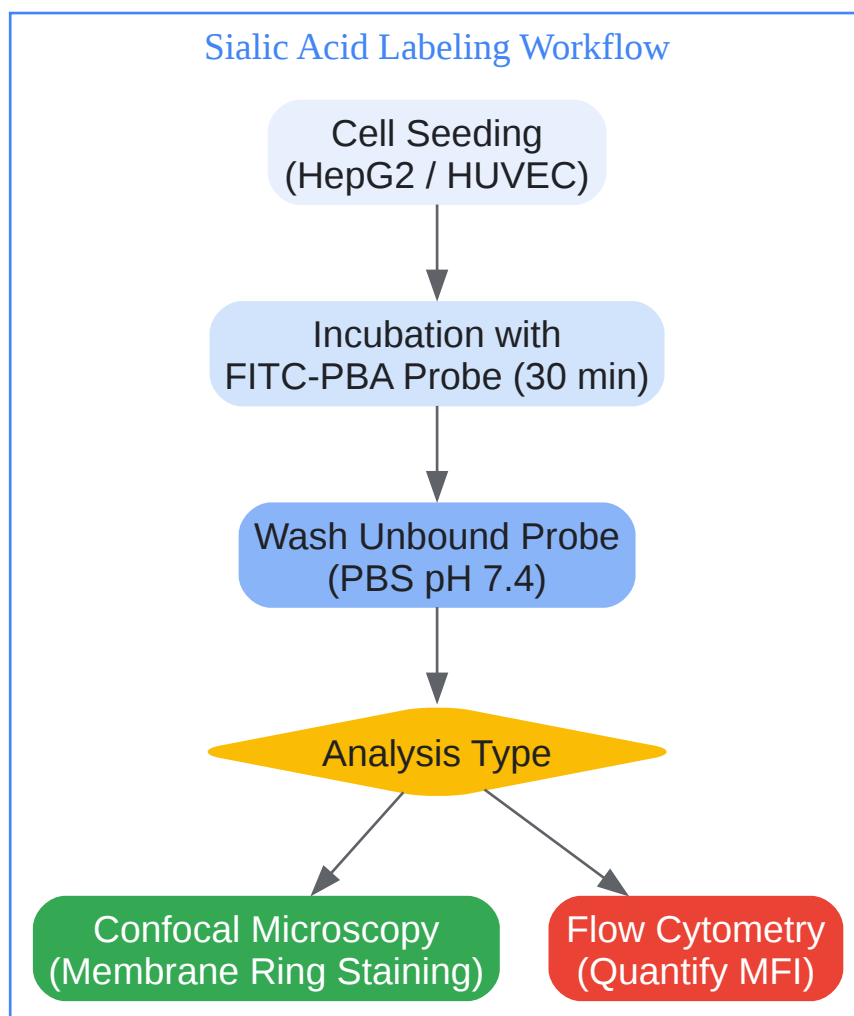 Sialic Acid Labeling Workflow
Cell Seeding
(HepG2 / HUVEC)
Incubation with
FITC-PBA Probe (30 min)
Wash Unbound Probe
(PBS pH 7.4)
Analysis Type
Confocal Microscopy
(Membrane Ring Staining)
Flow Cytometry
(Quantify MFI)